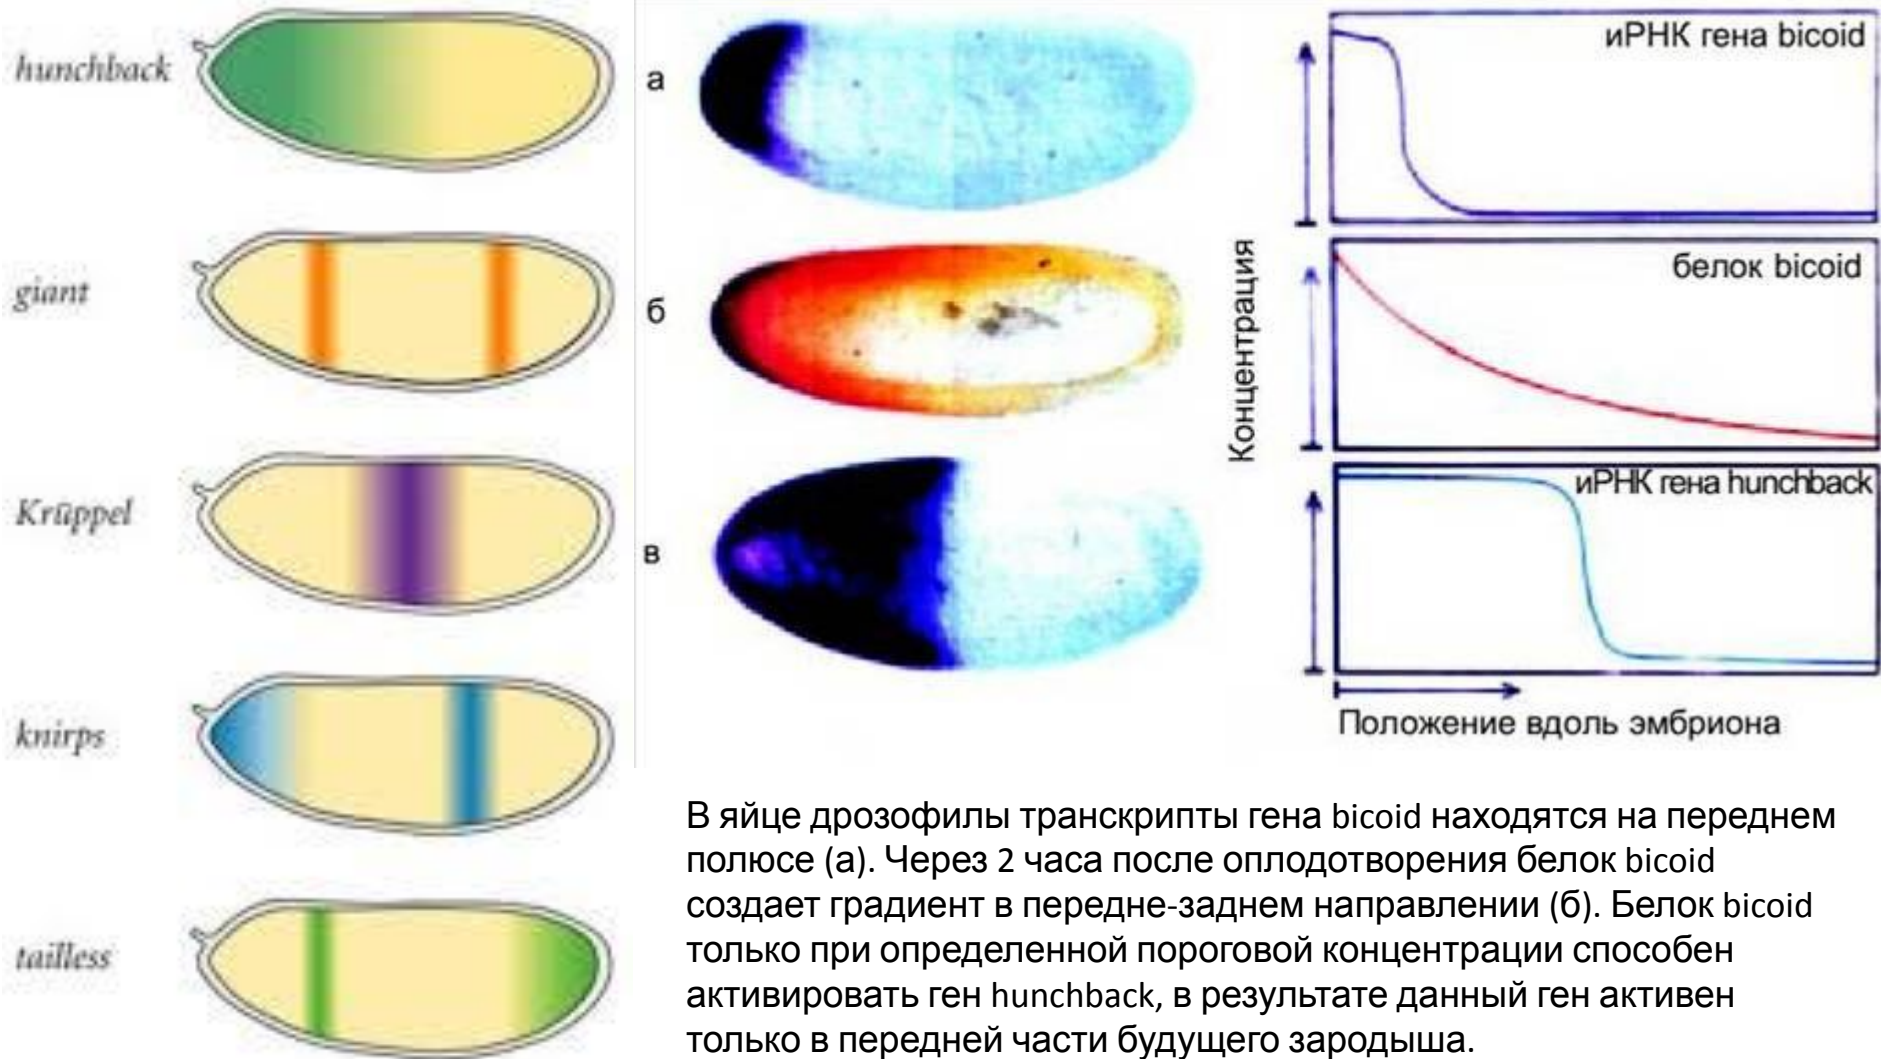 hunchback
giant
Krüppel
knirps
tailless
а
б
в
иРНК гена bicoid
белок bicoid
иРНК гена hunchback
Концентрация
Положение вдоль эмбриона
В яйце дрозофилы транскрипты гена bicoid находятся на переднем
полюсе (а). Через 2 часа после оплодотворения белок bicoid
создает градиент в передне-заднем направлении (б). Белок bicoid
только при определенной пороговой концентрации способен
активировать ген hunchback, в результате данный ген активен
только в передней части будущего зародыша.